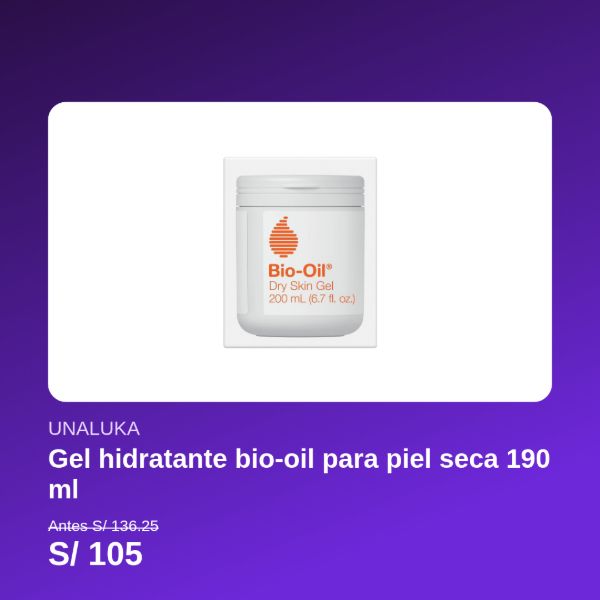 Bio-Oil®
Dry Skin Gel
200 mL (6.7 fl. oz.)
UNALUKA
Gel hidratante bio-oil para piel seca 190
ml
Antes S/ 136.25
S/ 105